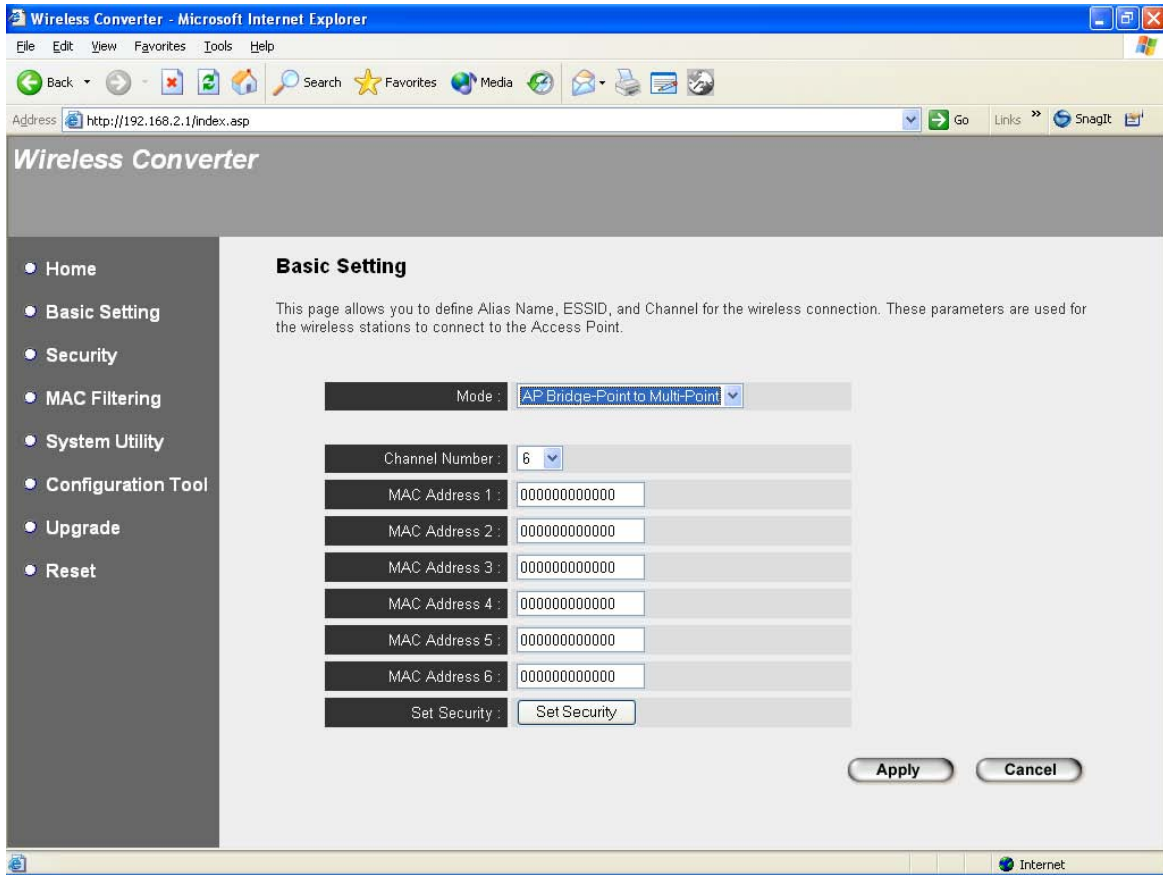 Wireless Converter - Microsoft Internet Explorer
File Edit View Favorites Tools Help
Back Search Favorites Media
Address http://192.168.2.1/index.asp Go Links » SnagIt
Wireless Converter
Home
Basic Setting
Security
MAC Filtering
System Utility
Configuration Tool
Upgrade
Reset
Basic Setting
This page allows you to define Alias Name, ESSID, and Channel for the wireless connection. These parameters are used for
the wireless stations to connect to the Access Point.
Mode : AP Bridge-Point to Multi-Point
Channel Number : 6
MAC Address 1 : 000000000000
MAC Address 2 : 000000000000
MAC Address 3 : 000000000000
MAC Address 4 : 000000000000
MAC Address 5 : 000000000000
MAC Address 6 : 000000000000
Set Security : Set Security
Apply Cancel
Internet